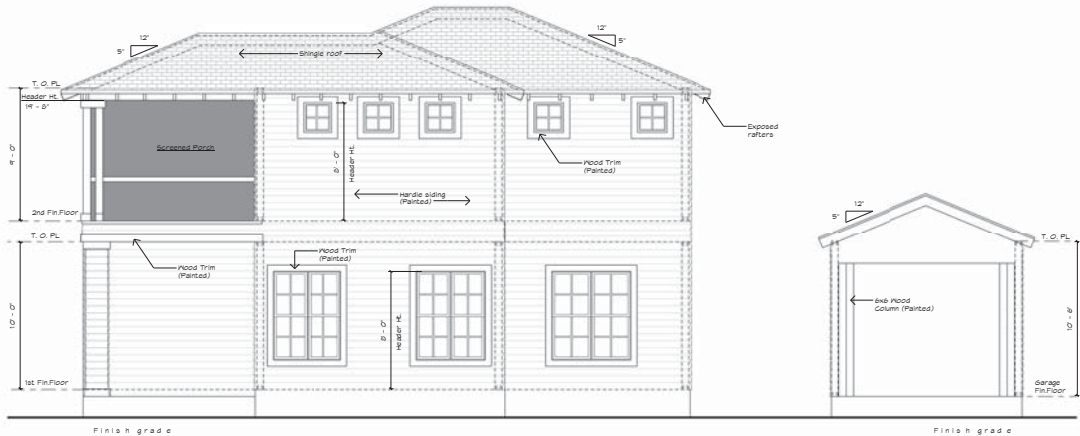 12"
5"
Shingle roof
12"
5"
T. O. PL
Header Ht.
19' - 8"
9' - 0"
Screened Porch
8' - 0"
Header Ht.
Hardie siding
(Painted)
Wood Trim
(Painted)
Exposed
rafters
2nd Fin.Floor
T. O. PL
Wood Trim
(Painted)
Wood Trim
(Painted)
10' - 0"
8' - 0"
Header Ht.
1st Fin.Floor
Finish grade
12"
5"
T. O. PL
6x6 Wood
Column (Painted)
10' - 6"
Garage
Fin.Floor
Finish grade